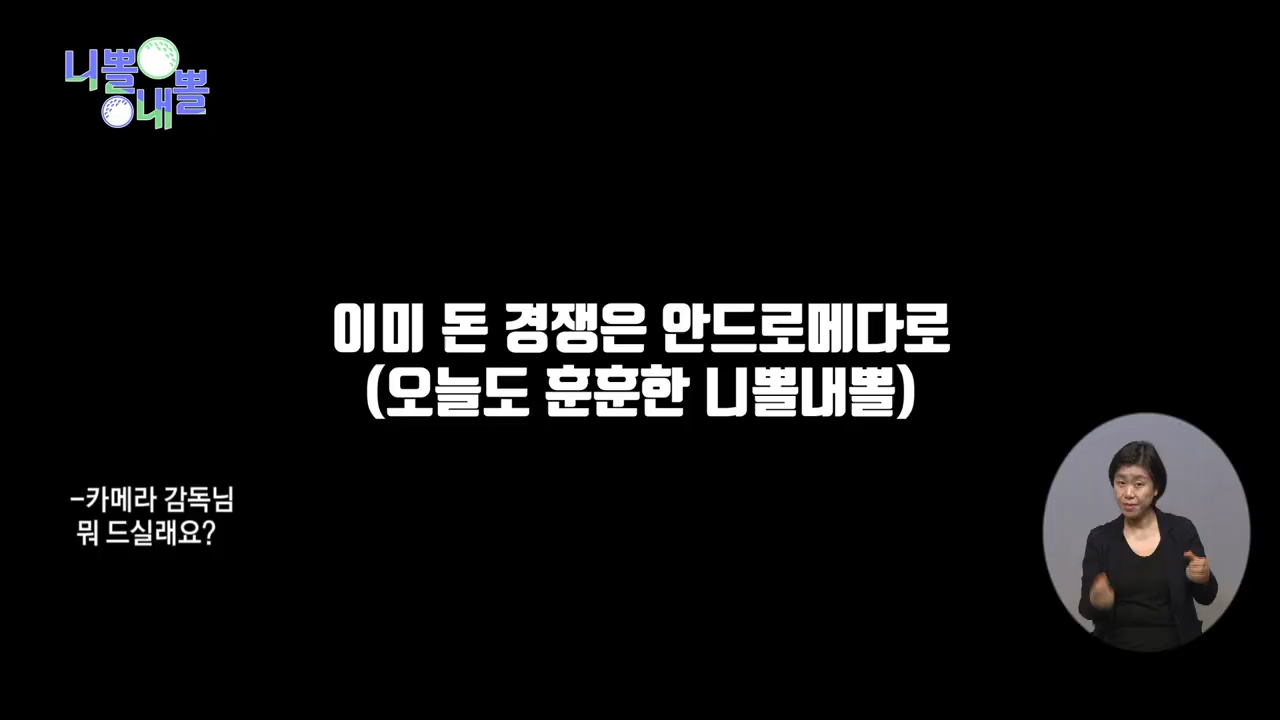 니뽈
내뽈
이미 돈 경쟁은 안드로메다로
(오늘도 훈훈한 니뽈내뽈)
-카메라 감독님
뭐 드실래요?